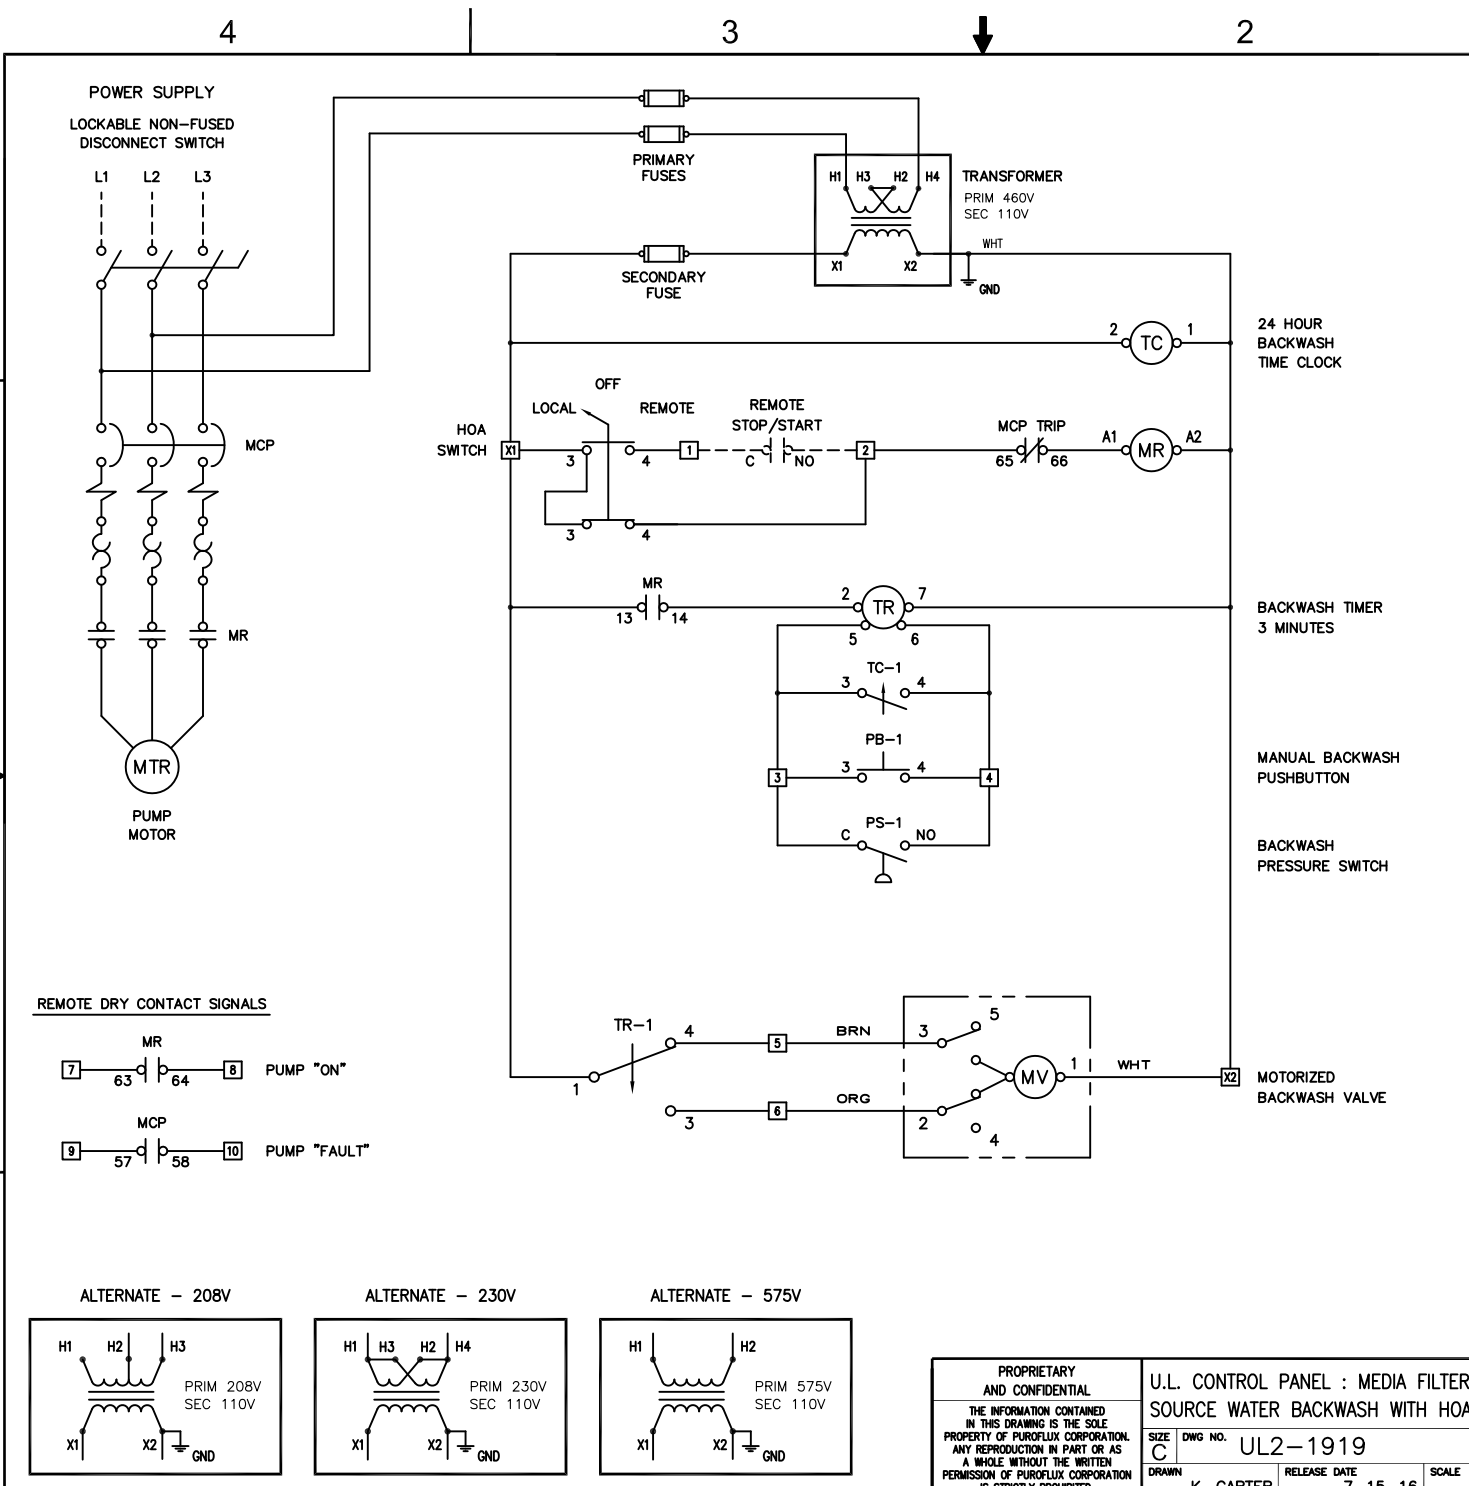 4
3
2
POWER SUPPLY
LOCKABLE NON-FUSED
DISCONNECT SWITCH
L1 L2 L3
PRIMARY
FUSES
H1 H3 H2 H4
TRANSFORMER
PRIM 460V
SEC 110V
WHT
X1 X2
GND
SECONDARY
FUSE
2 TC 1
24 HOUR
BACKWASH
TIME CLOCK
OFF
LOCAL
REMOTE
REMOTE
STOP/START
HOA
SWITCH
X1
3 4
1
C NO
2
MCP TRIP
65 66
A1 MR A2
3 4
MCP
MR
13 14
2 TR 7
5 6
BACKWASH TIMER
3 MINUTES
MR
TC-1
3 4
PB-1
3 3 4 4
MANUAL BACKWASH
PUSHBUTTON
MTR
PUMP
MOTOR
PS-1
C NO
BACKWASH
PRESSURE SWITCH
REMOTE DRY CONTACT SIGNALS
MR
7 63 64 8 PUMP "ON"
MCP
9 57 58 10 PUMP "FAULT"
TR-1
4
1
3
5
BRN
3
5
6
ORG
2
4
MV
1
WHT
X2
MOTORIZED
BACKWASH VALVE
ALTERNATE - 208V
H1 H2 H3
PRIM 208V
SEC 110V
X1 X2
GND
ALTERNATE - 230V
H1 H3 H2 H4
PRIM 230V
SEC 110V
X1 X2
GND
ALTERNATE - 575V
H1 H2
PRIM 575V
SEC 110V
X1 X2
GND
PROPRIETARY
AND CONFIDENTIAL
THE INFORMATION CONTAINED
IN THIS DRAWING IS THE SOLE
PROPERTY OF PUROFLUX CORPORATION.
ANY REPRODUCTION IN PART OR AS
A WHOLE WITHOUT THE WRITTEN
PERMISSION OF PUROFLUX CORPORATION
IS STRICTLY PROHIBITED
U.L. CONTROL PANEL : MEDIA FILTER
SOURCE WATER BACKWASH WITH HOA
SIZE
C
DWG NO. UL2-1919
DRAWN
K. CARTER
RELEASE DATE
7-15-16
SCALE